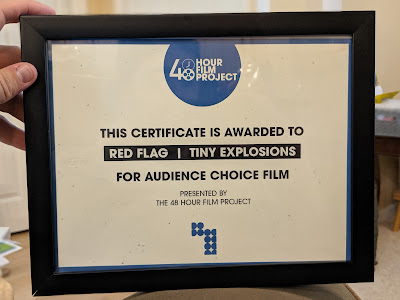 48 HOUR
FILM
PROJECT
THIS CERTIFICATE IS AWARDED TO
RED FLAG | TINY EXPLOSIONS
FOR AUDIENCE CHOICE FILM
PRESENTED BY
THE 48 HOUR FILM PROJECT